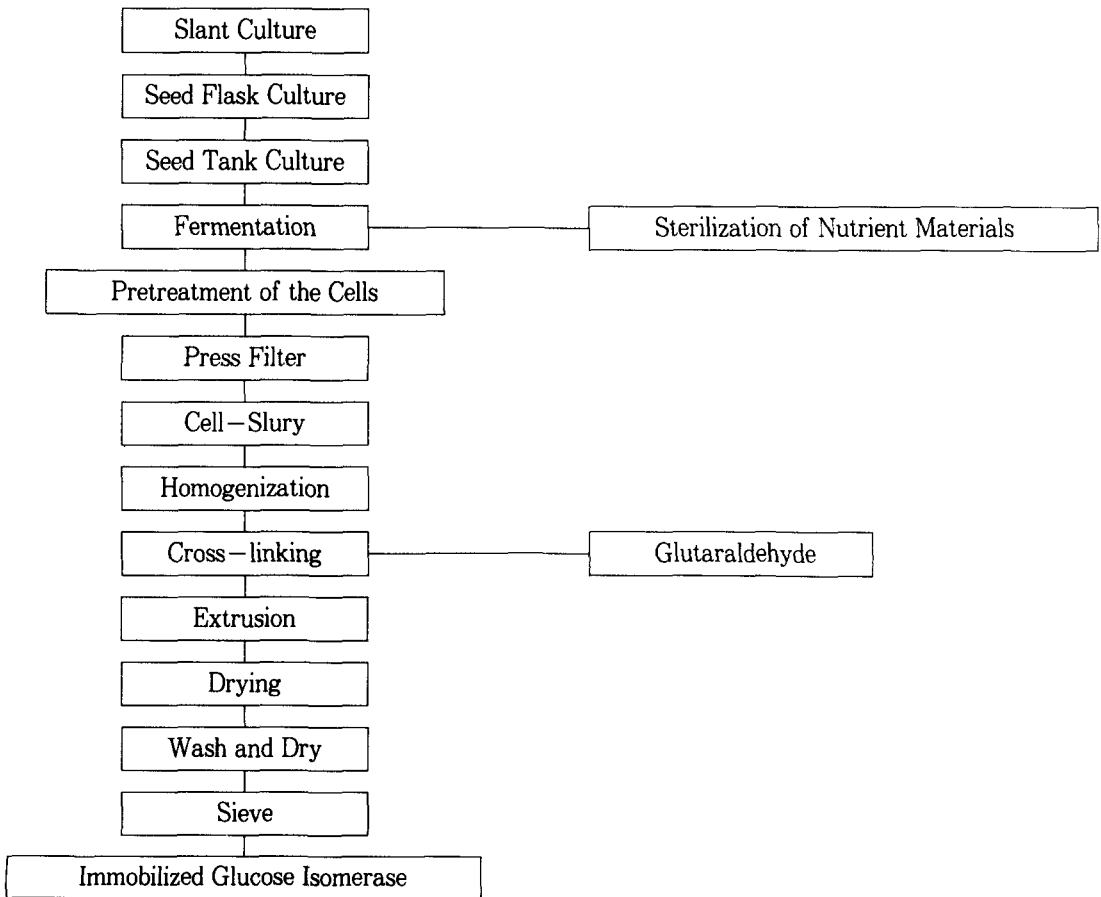 Slant Culture
Seed Flask Culture
Seed Tank Culture
Fermentation
Sterilization of Nutrient Materials
Pretreatment of the Cells
Press Filter
Cell-Slury
Homogenization
Cross-linking
Glutaraldehyde
Extrusion
Drying
Wash and Dry
Sieve
Immobilized Glucose Isomerase